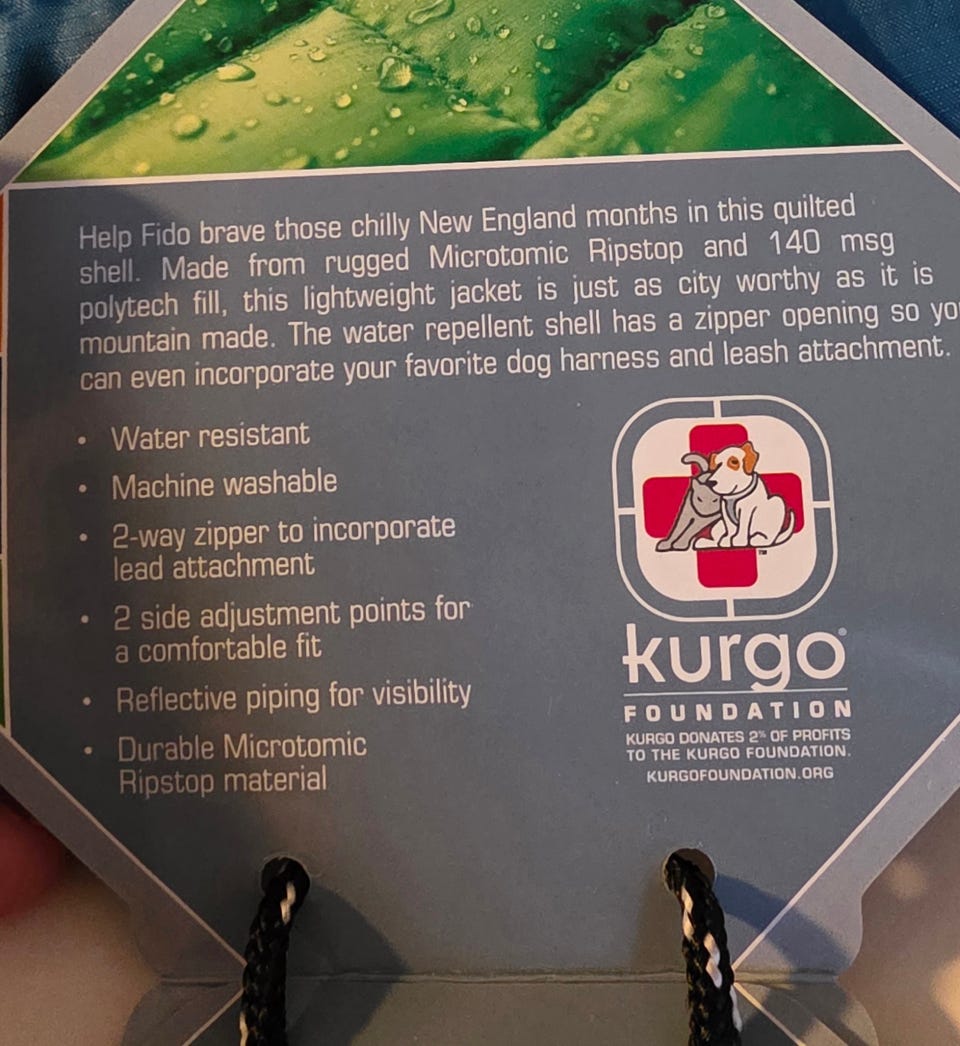 Help Fido brave those chilly New England months in this quilted
shell. Made from rugged Microtomic Ripstop and 140 msg
polytech fill, this lightweight jacket is just as city worthy as it is
mountain made. The water repellent shell has a zipper opening so yo
can even incorporate your favorite dog harness and leash attachment.
• Water resistant
• Machine washable
• 2-way zipper to incorporate
lead attachment
• 2 side adjustment points for
a comfortable fit
• Reflective piping for visibility
• Durable Microtomic
Ripstop material
™
kurgo®
FOUNDATION
KURGO DONATES 2% OF PROFITS
TO THE KURGO FOUNDATION.
KURGOFOUNDATION.ORG